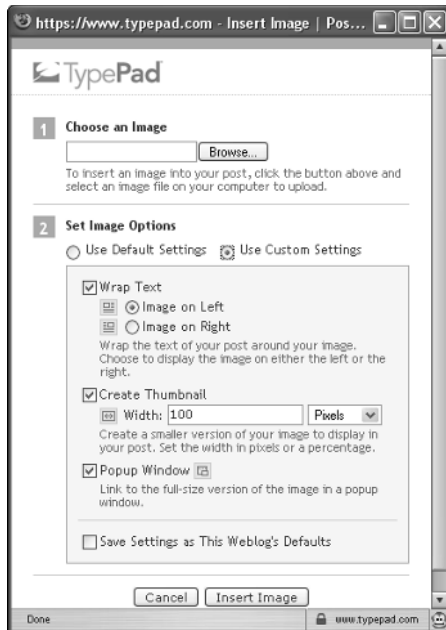 https://www.typepad.com - Insert Image | Pos...
TypePad
1 Choose an Image
Browse...
To insert an image into your post, click the button above and
select an image file on your computer to upload.
2 Set Image Options
Use Default Settings Use Custom Settings
Wrap Text
Image on Left
Image on Right
Wrap the text of your post around your image.
Choose to display the image on either the left or the
right.
Create Thumbnail
Width: 100 Pixels
Create a smaller version of your image to display in
your post. Set the width in pixels or a percentage.
Popup Window
Link to the full-size version of the image in a popup
window.
Save Settings as This Weblog's Defaults
Cancel Insert Image
Done www.typepad.com